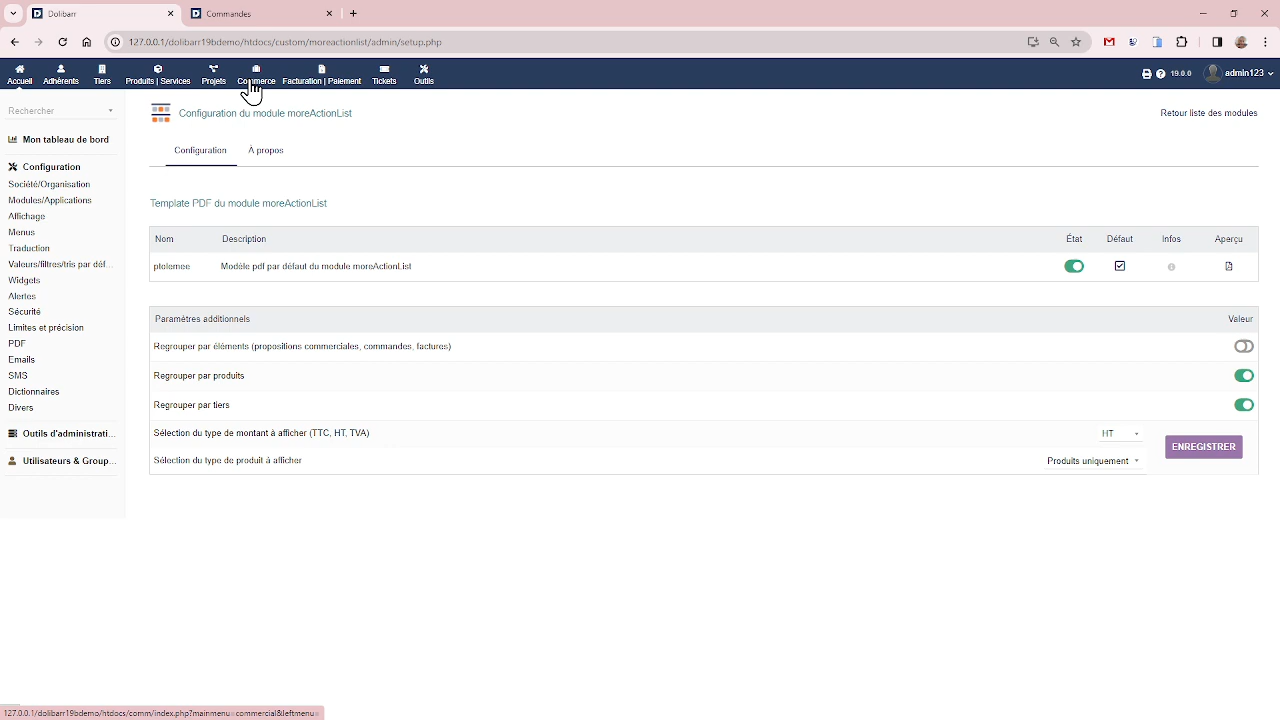 Dolibarr
Commandes
127.0.0.1/dolibarr19bdemo/htdocs/custom/moreactionlist/admin/setup.php
Accueil Adhérents Tiers Produits | Services Projets Commerce Facturation | Paiement Tickets Outils
19.0.0 admin123
Rechercher
Configuration du module moreActionList
Retour liste des modules
Mon tableau de bord
Configuration À propos
Configuration
Société/Organisation
Modules/Applications
Affichage
Menus
Traduction
Valeurs/filtres/tris par déf...
Widgets
Alertes
Sécurité
Limites et précision
PDF
Emails
SMS
Dictionnaires
Divers
Outils d'administrati...
Utilisateurs & Group...
Template PDF du module moreActionList
Nom Description État Défaut Infos Aperçu
ptolemee Modèle pdf par défaut du module moreActionList
Paramètres additionnels Valeur
Regrouper par éléments (propositions commerciales, commandes, factures)
Regrouper par produits
Regrouper par tiers
Sélection du type de montant à afficher (TTC, HT, TVA) HT
ENREGISTRER
Sélection du type de produit à afficher Produits uniquement
127.0.0.1/dolibarr19bdemo/htdocs/comm/index.php?mainmenu=commercial&leftmenu=